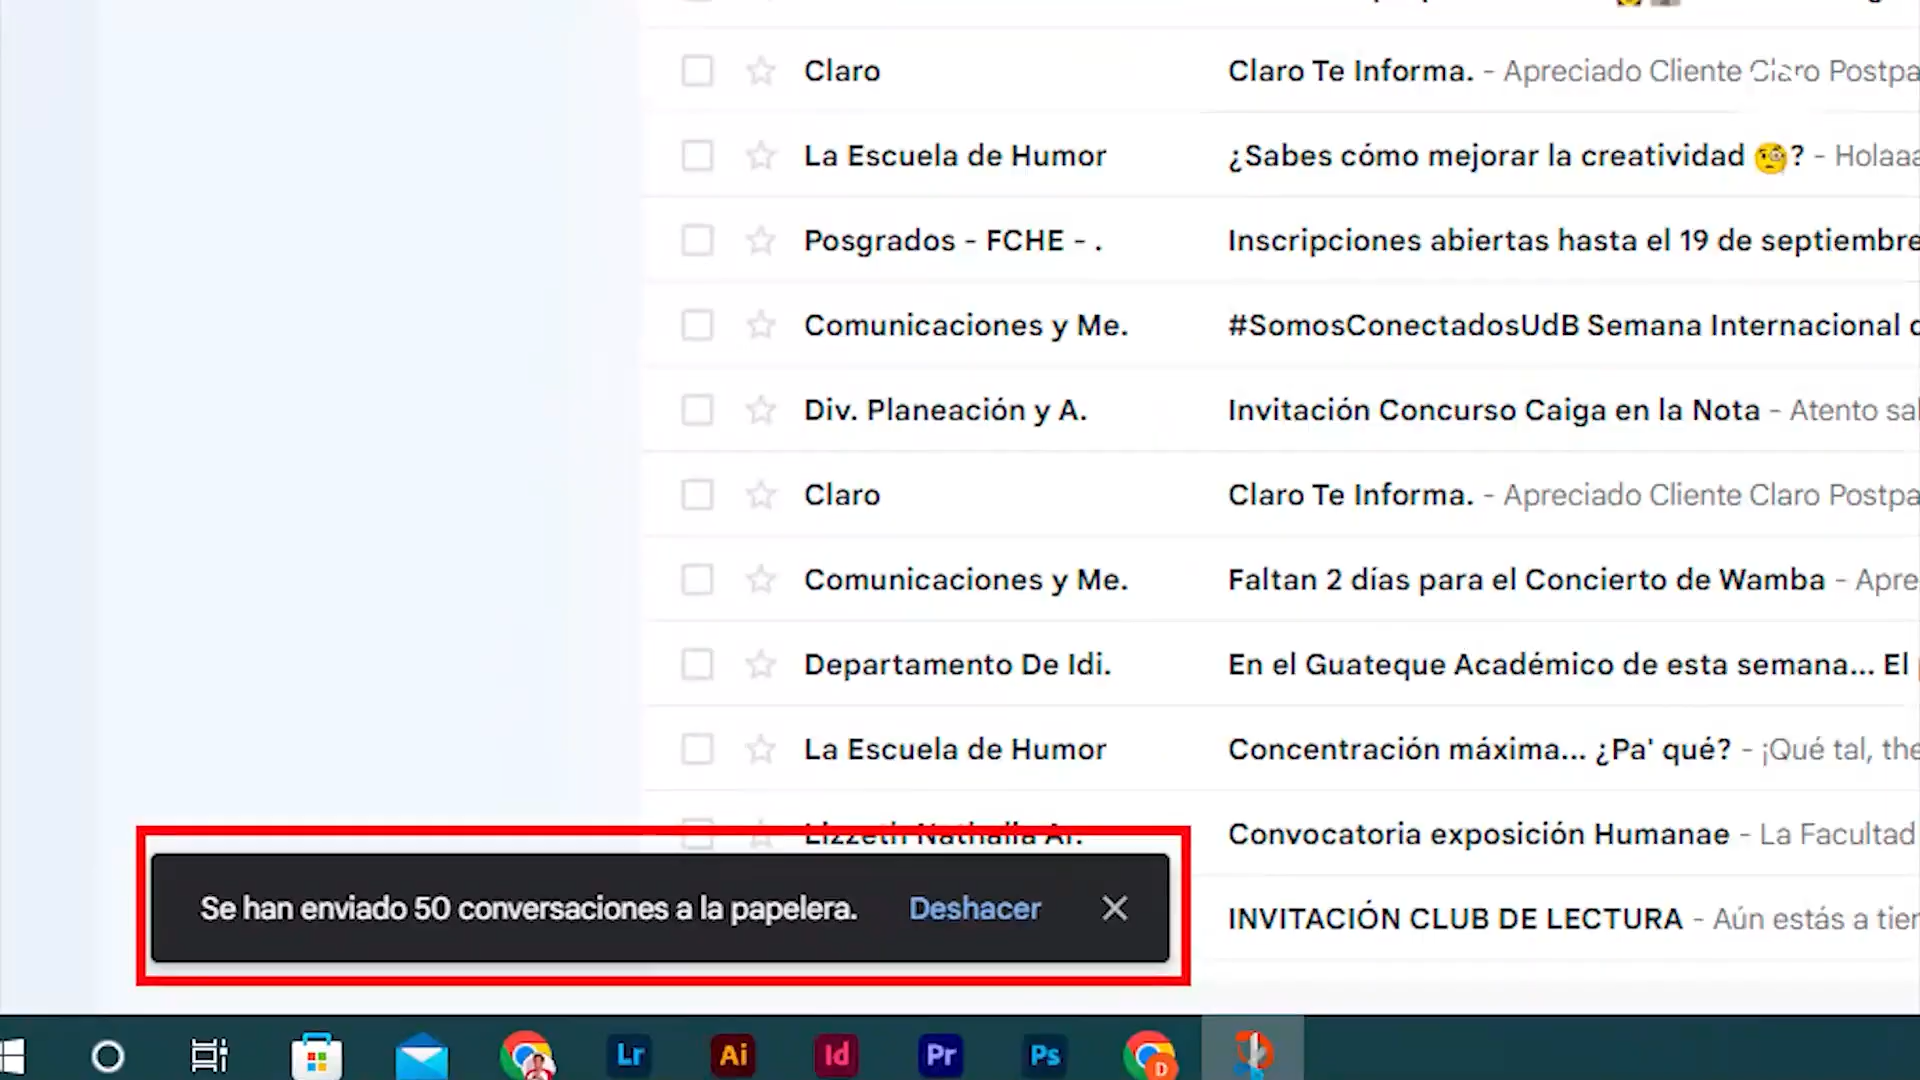 Claro Claro Te Informa. - Apreciado Cliente Claro Postpa
La Escuela de Humor ¿Sabes cómo mejorar la creatividad 🧐? - Holaaa
Posgrados - FCHE - . Inscripciones abiertas hasta el 19 de septiembre
Comunicaciones y Me. #SomosConectadosUdB Semana Internacional d
Div. Planeación y A. Invitación Concurso Caiga en la Nota - Atento sal
Claro Claro Te Informa. - Apreciado Cliente Claro Postpa
Comunicaciones y Me. Faltan 2 días para el Concierto de Wamba - Apre
Departamento De Idi. En el Guateque Académico de esta semana... El
La Escuela de Humor Concentración máxima... ¿Pa' qué? - ¡Qué tal, the
Lizzeth Nathalia Convocatoria exposición Humanae - La Facultad
Se han enviado 50 conversaciones a la papelera. Deshacer
INVITACIÓN CLUB DE LECTURA - Aún estás a tie
Lr Ai Id Pr Ps D